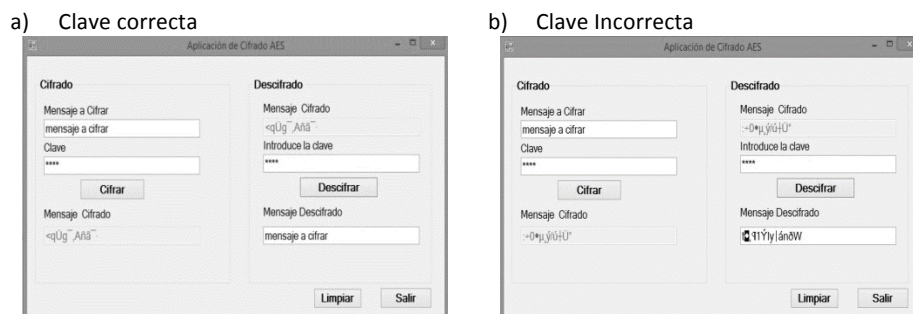 a) Clave correcta
Aplicación de Cifrado AES
Cifrado
Mensaje a Cifrar
mensaje a cifrar
Clave
****
Cifrar
Mensaje Cifrado
Descifrado
Mensaje Cifrado
Introduce la clave
****
Descifrar
Mensaje Descifrado
mensaje a cifrar
Limpiar Salir
b) Clave Incorrecta
Aplicación de Cifrado AES
Cifrado
Mensaje a Cifrar
mensaje a cifrar
Clave
****
Cifrar
Mensaje Cifrado
Descifrado
Mensaje Cifrado
Introduce la clave
****
Descifrar
Mensaje Descifrado
Limpiar Salir